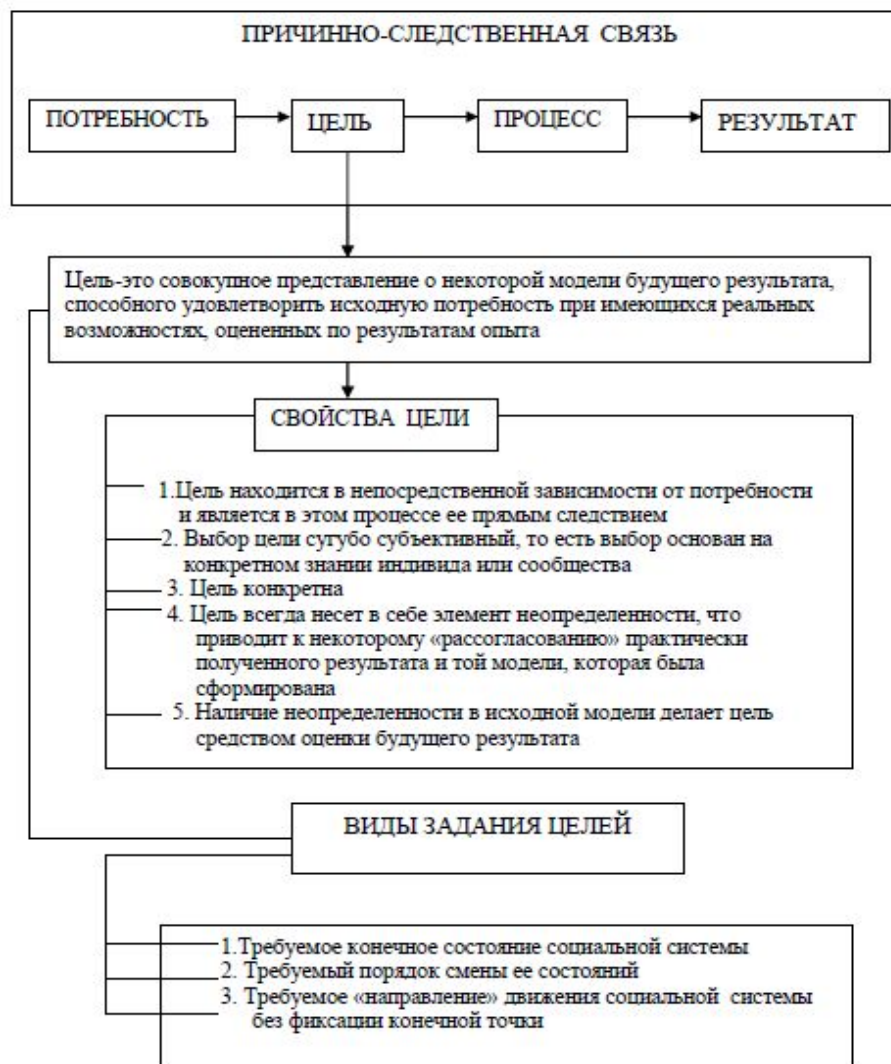 ПРИЧИННО-СЛЕДСТВЕННАЯ СВЯЗЬ
ПОТРЕБНОСТЬ
ЦЕЛЬ
ПРОЦЕСС
РЕЗУЛЬТАТ
Цель-это совокупное представление о некоторой модели будущего результата,
способного удовлетворить исходную потребность при имеющихся реальных
возможностях, оцененных по результатам опыта
СВОЙСТВА ЦЕЛИ
1.Цель находится в непосредственной зависимости от потребности
и является в этом процессе ее прямым следствием
2. Выбор цели сугубо субъективный, то есть выбор основан на
конкретном знании индивида или сообщества
3. Цель конкретна
4. Цель всегда несет в себе элемент неопределенности, что
приводит к некоторому «рассогласованию» практически
полученного результата и той модели, которая была
сформирована
5. Наличие неопределенности в исходной модели делает цель
средством оценки будущего результата
ВИДЫ ЗАДАНИЯ ЦЕЛЕЙ
1.Требуемое конечное состояние социальной системы
2. Требуемый порядок смены ее состояний
3. Требуемое «направление» движения социальной системы
без фиксации конечной точки